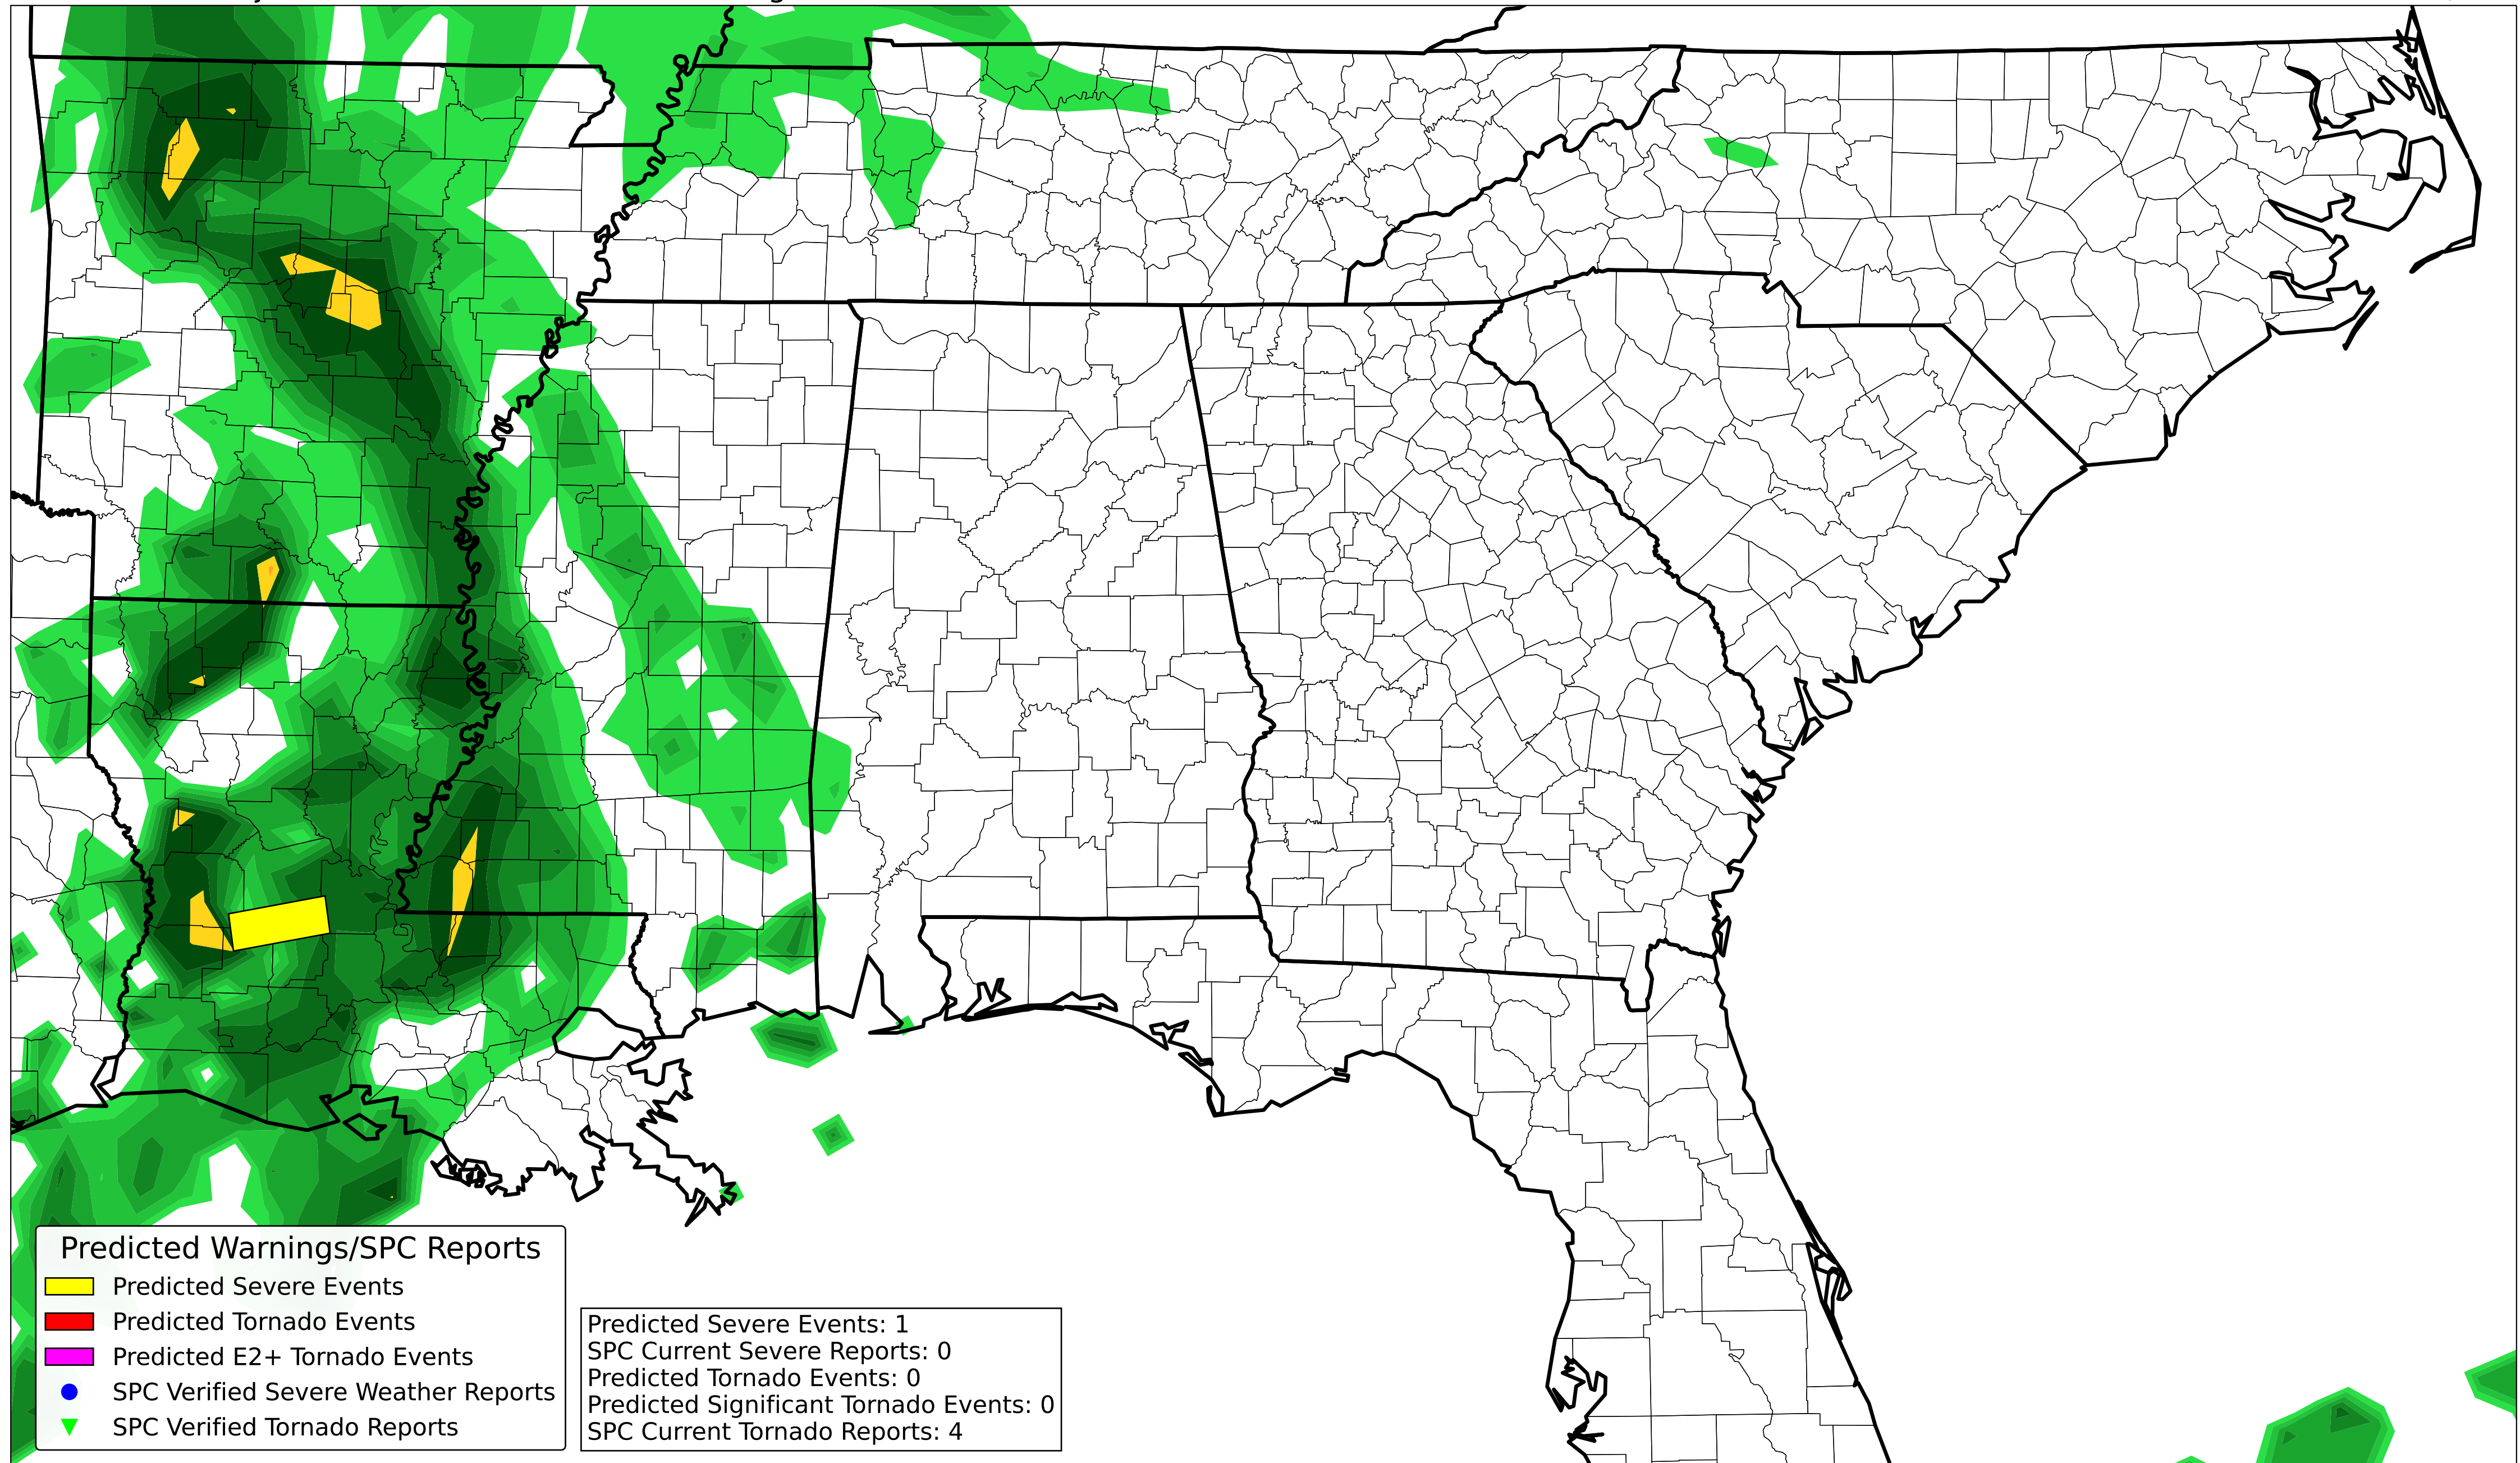 Predicted Warnings/SPC Reports
Predicted Severe Events
Predicted Tornado Events
Predicted E2+ Tornado Events
SPC Verified Severe Weather Reports
SPC Verified Tornado Reports
Predicted Severe Events: 1
SPC Current Severe Reports: 0
Predicted Tornado Events: 0
Predicted Significant Tornado Events: 0
SPC Current Tornado Reports: 4